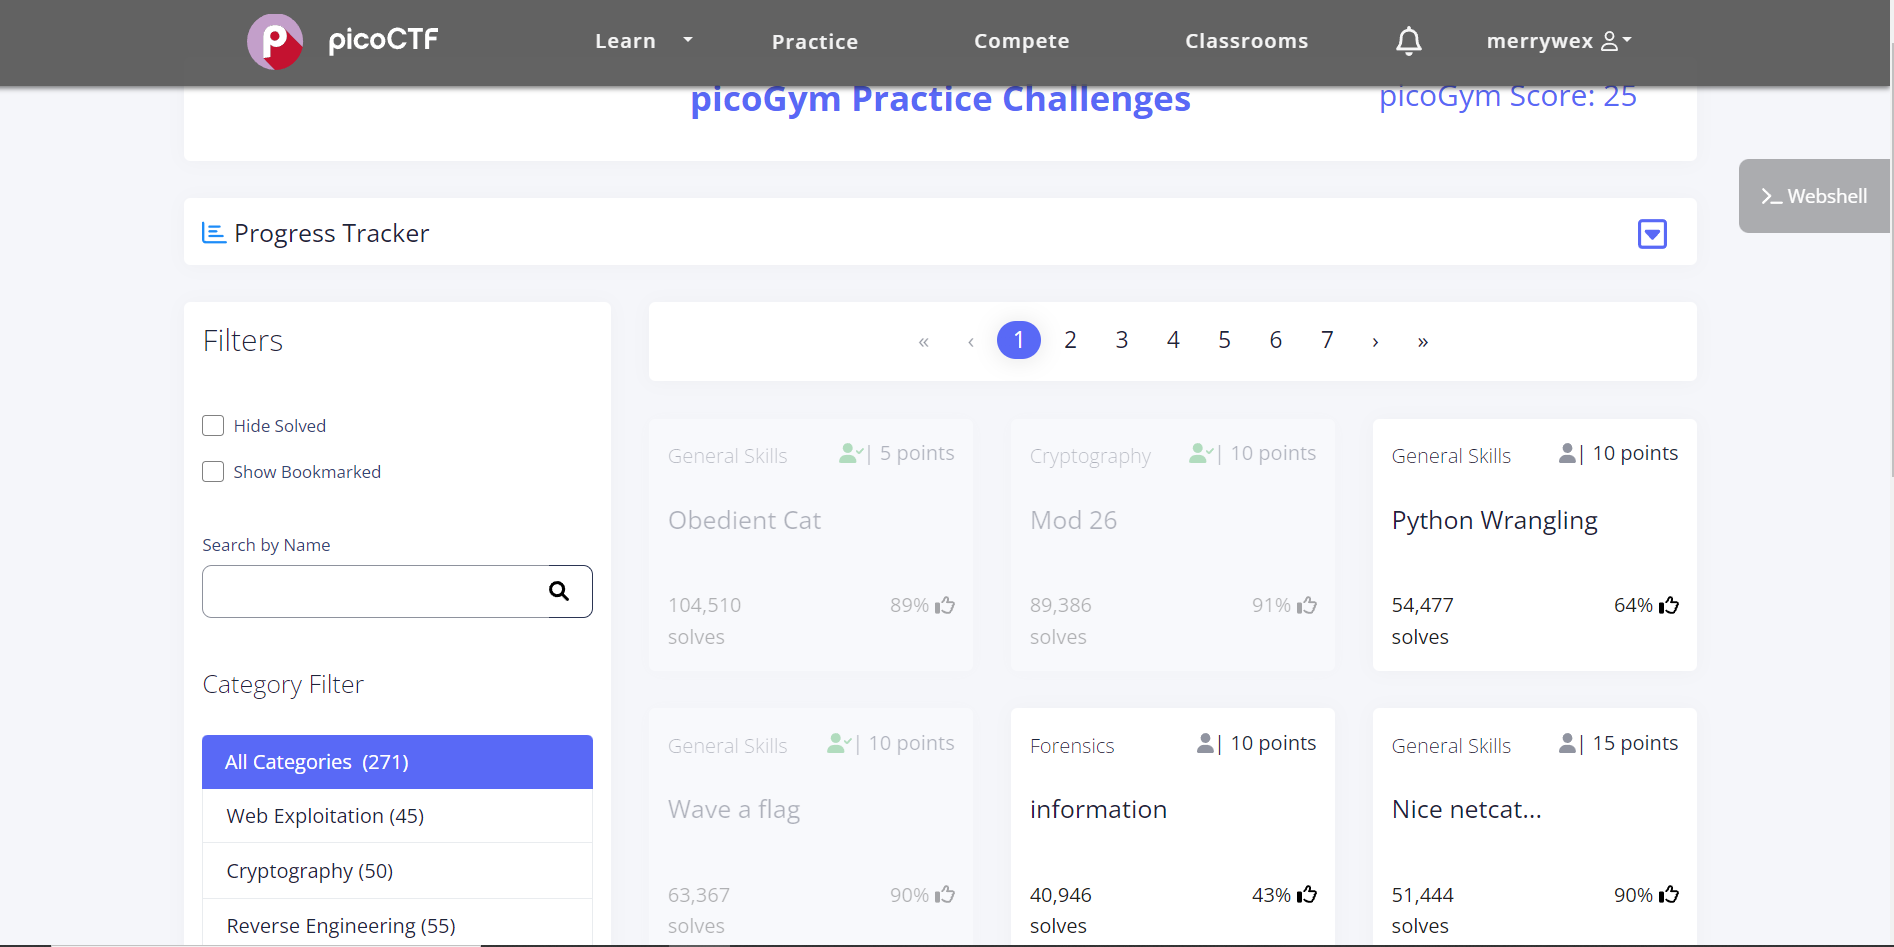 picoCTF Learn Practice Compete Classrooms merrywex
picoGym Practice Challenges picoGym Score: 25
>_ Webshell
Progress Tracker
Filters
« ‹ 1 2 3 4 5 6 7 › »
Hide Solved
Show Bookmarked
Search by Name
Category Filter
All Categories (271)
Web Exploitation (45)
Cryptography (50)
Reverse Engineering (55)
General Skills | 5 points
Obedient Cat
104,510 89%
solves
Cryptography | 10 points
Mod 26
89,386 91%
solves
General Skills | 10 points
Python Wrangling
54,477 64%
solves
General Skills | 10 points
Wave a flag
63,367 90%
solves
Forensics | 10 points
information
40,946 43%
solves
General Skills | 15 points
Nice netcat...
51,444 90%
solves